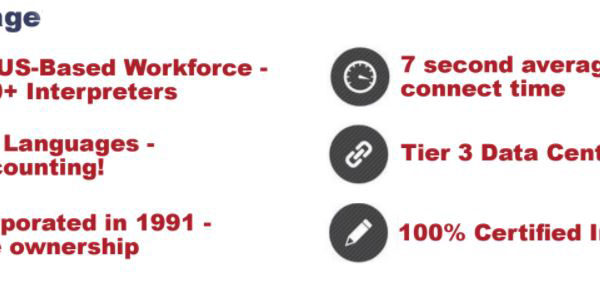 age
US-Based Workforce -
0+ Interpreters
Languages -
counting!
porated in 1991 -
e ownership
7 second averag
connect time
Tier 3 Data Cent
100% Certified I